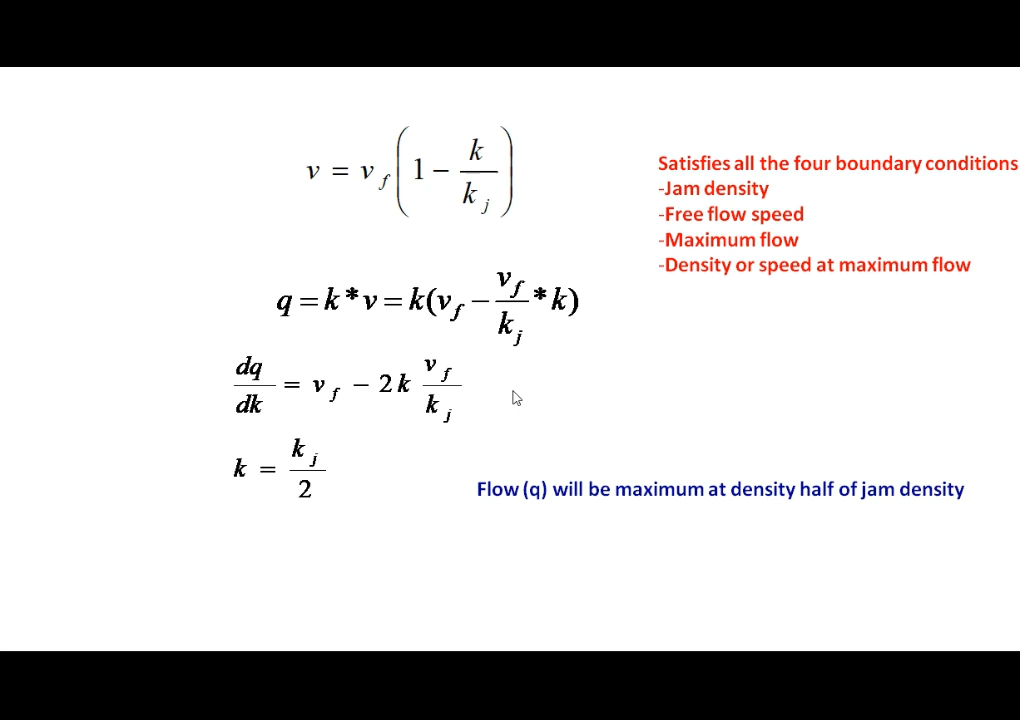 v = v_f (1 − k/k_j)
Satisfies all the four boundary conditions
-Jam density
-Free flow speed
-Maximum flow
-Density or speed at maximum flow
q = k * v = k(v_f − v_f/k_j * k)
dq/dk = v_f − 2k v_f/k_j
k = k_j/2
Flow (q) will be maximum at density half of jam density